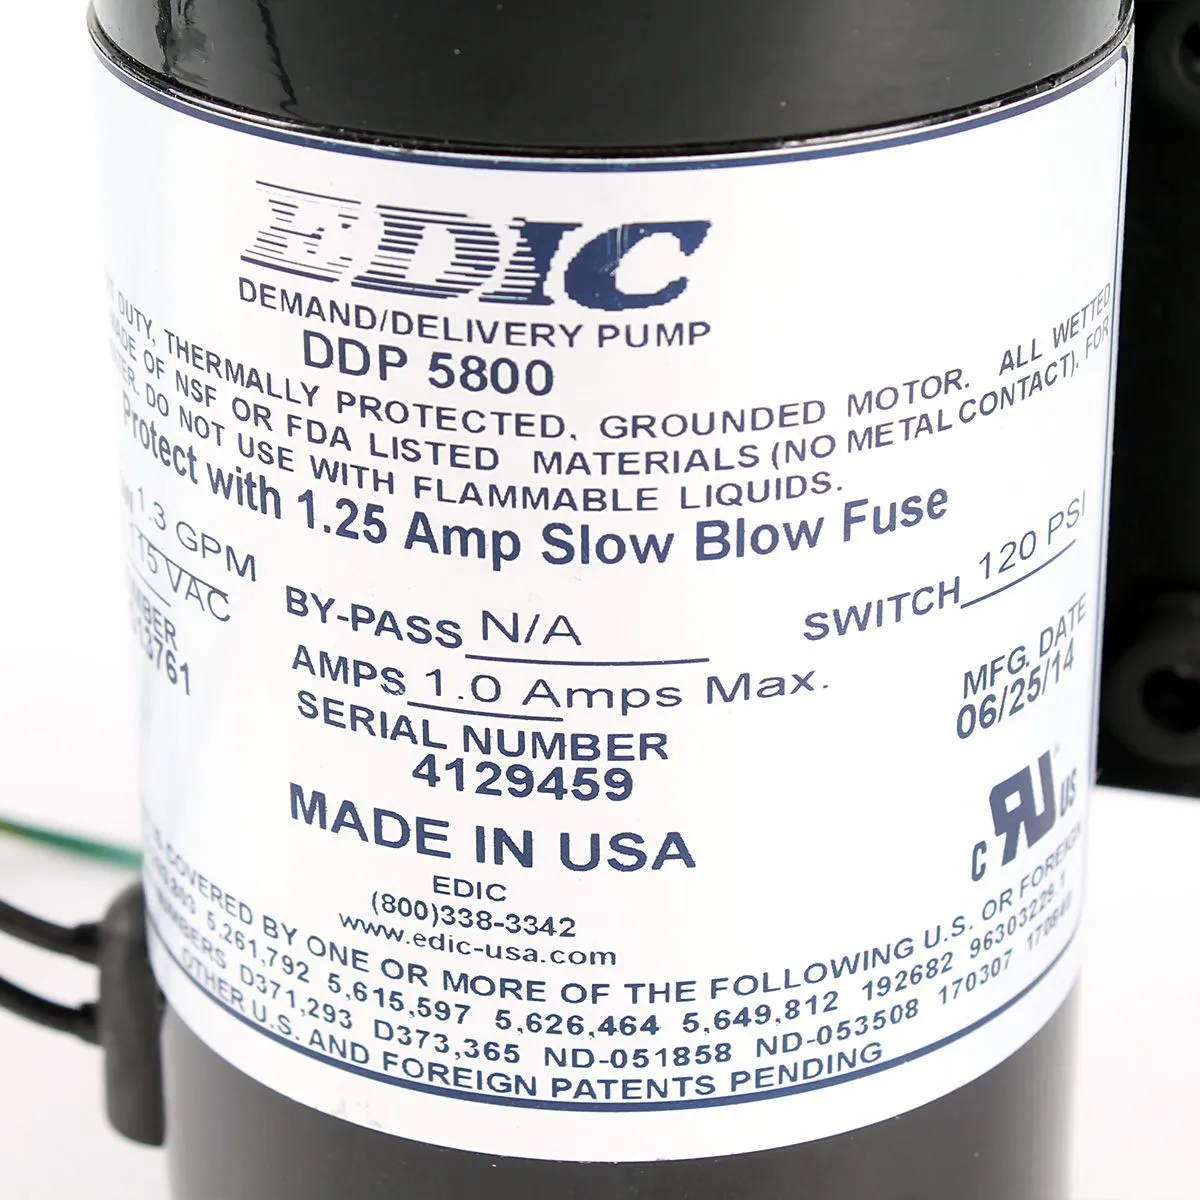 EDIC
DEMAND/DELIVERY PUMP
DDP 5800
DUTY, THERMALLY PROTECTED, GROUNDED MOTOR. ALL WETTED
MADE OF NSF OR FDA LISTED MATERIALS (NO METAL CONTACT). FOR
DO NOT USE WITH FLAMMABLE LIQUIDS.
Protect with 1.25 Amp Slow Blow Fuse
1.3 GPM BY-PASS N/A SWITCH 120 PSI
115 VAC AMPS 1.0 Amps Max.
SERIAL NUMBER MFG. DATE
4129459 06/25/14
MADE IN USA
c RU® US
EDIC
(800)338-3342
www.edic-usa.com
COVERED BY ONE OR MORE OF THE FOLLOWING U.S. OR FOREIGN
5,261,792 5,615,597 5,626,464 5,649,812 192682 96303229.1
D371,293 D373,365 ND-051858 ND-053508 170307
OTHER U.S. AND FOREIGN PATENTS PENDING